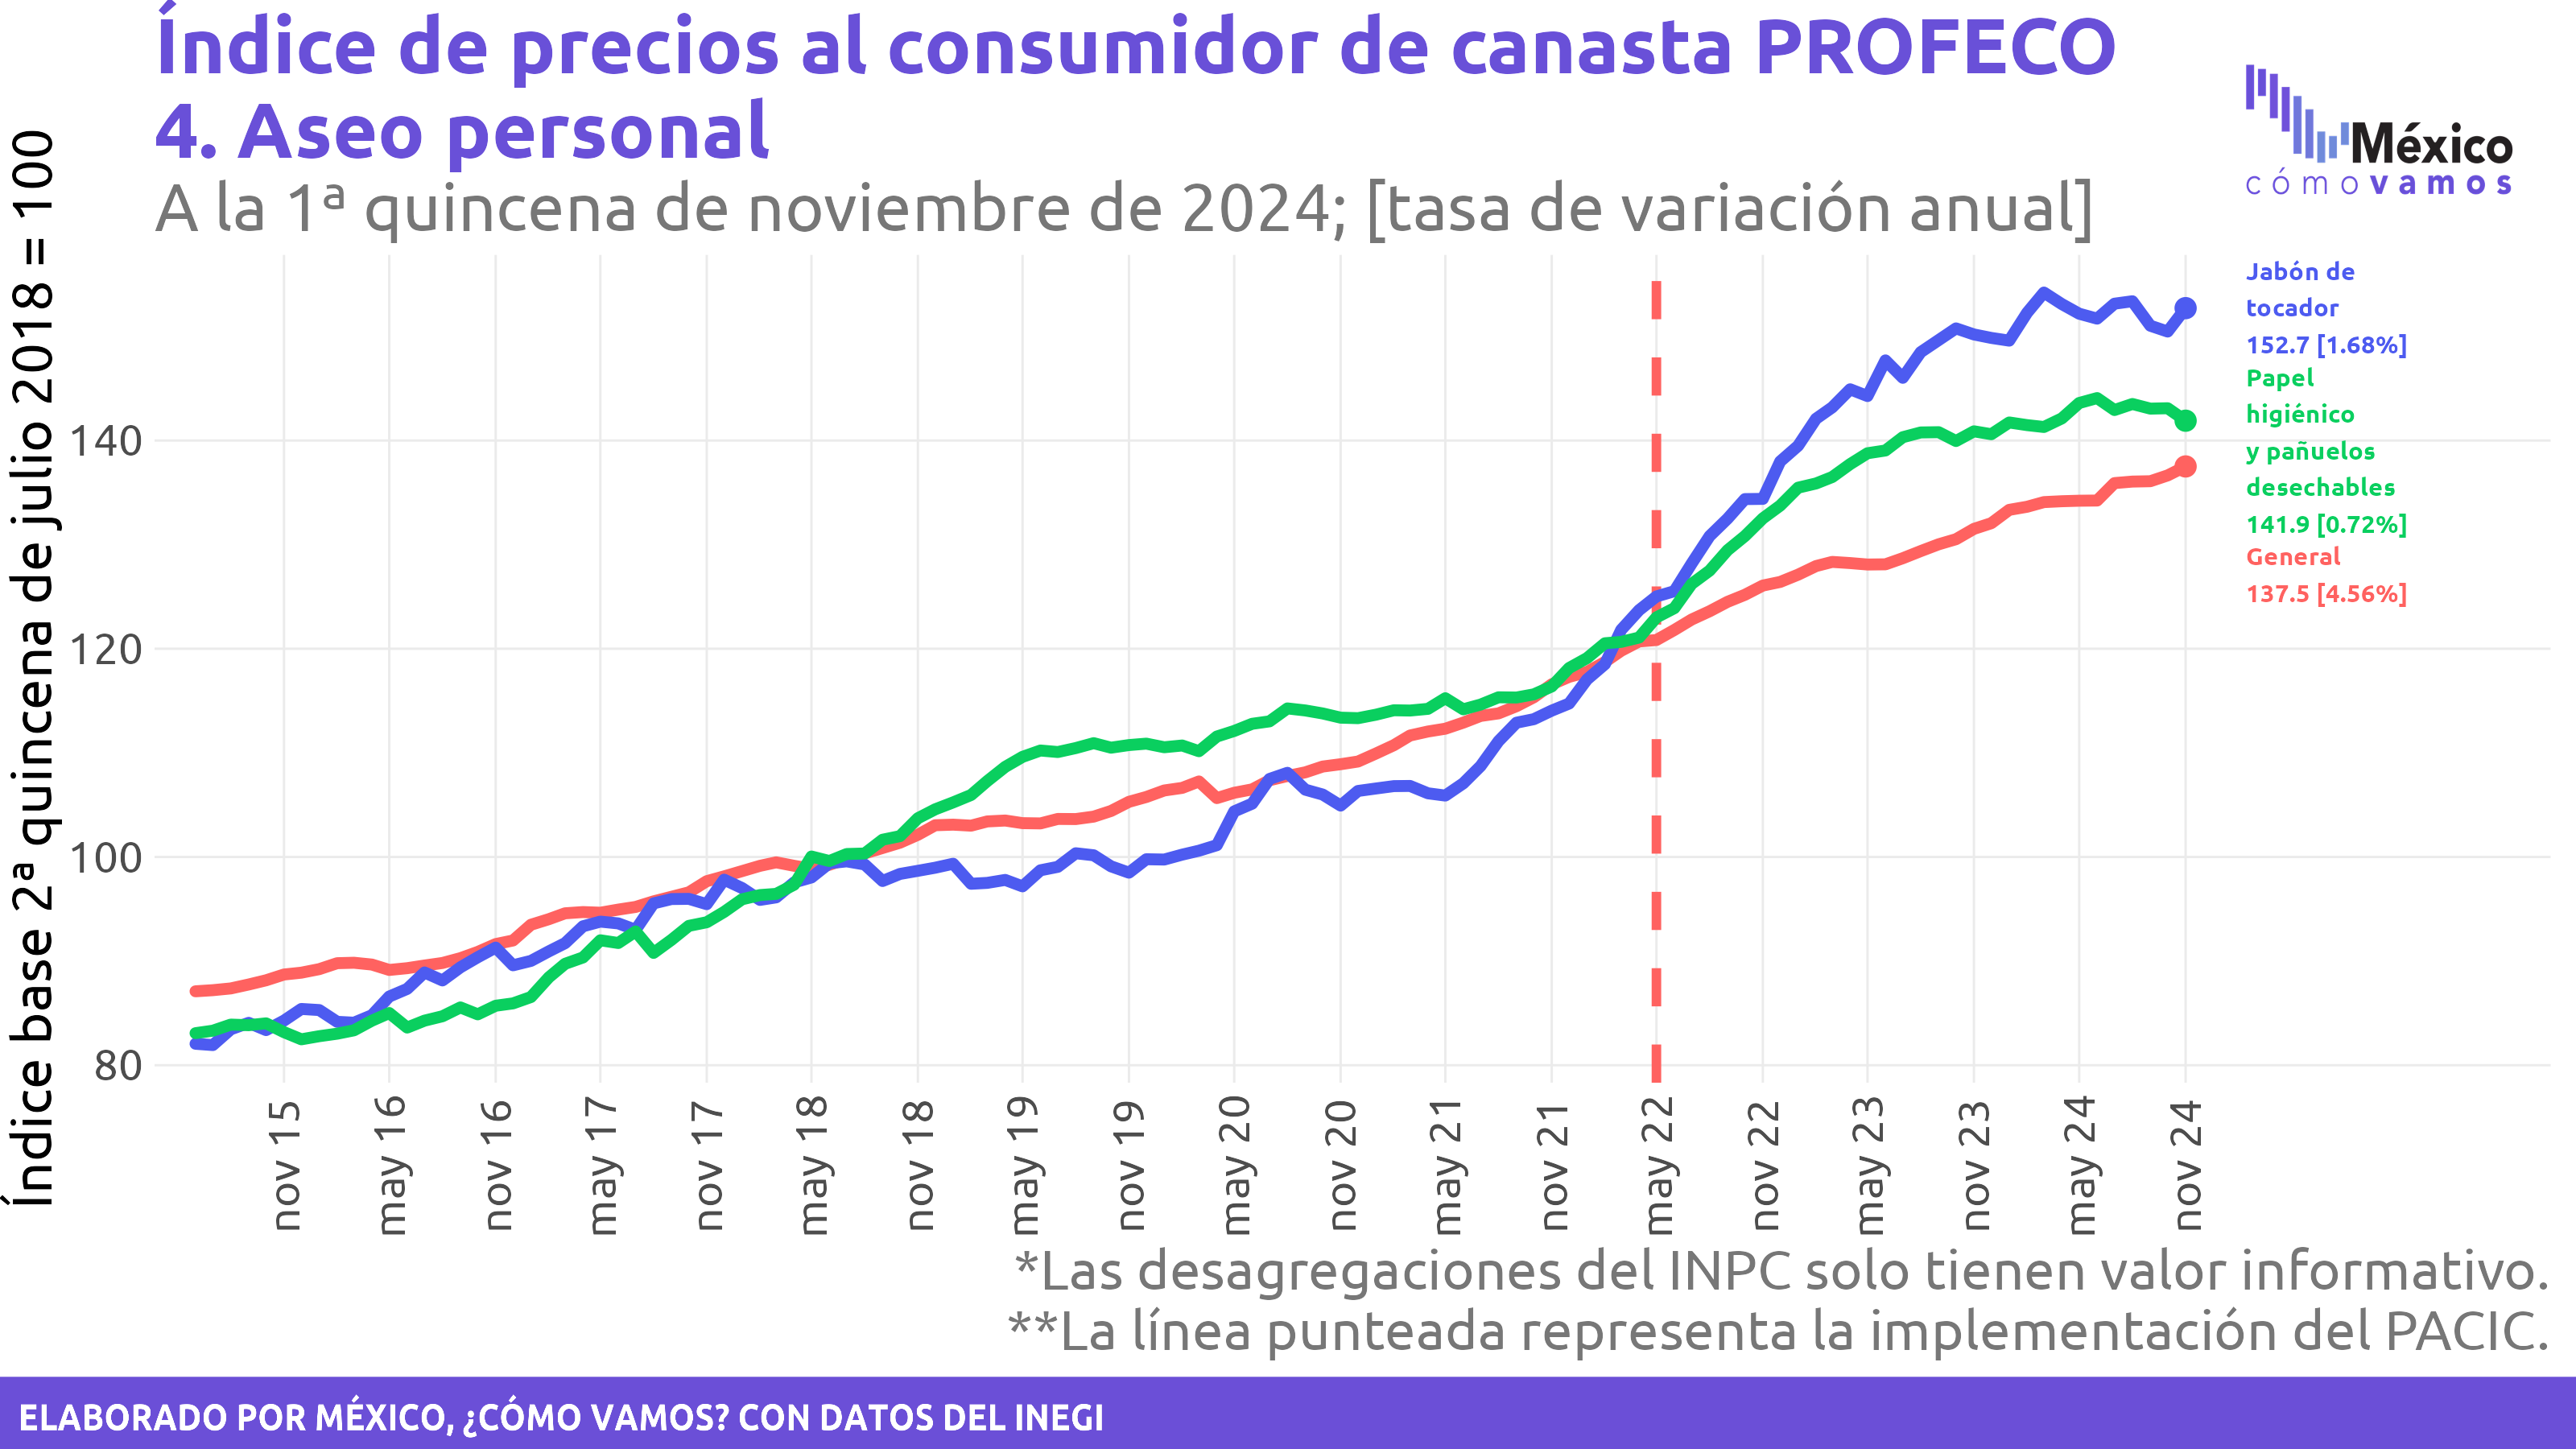 Índice de precios al consumidor de canasta PROFECO
4. Aseo personal
A la 1ª quincena de noviembre de 2024; [tasa de variación anual]
México
cómovamos
Índice base 2ª quincena de julio 2018 = 100
140
120
100
80
Jabón de
tocador
152.7 [1.68%]
Papel
higiénico
y pañuelos
desechables
141.9 [0.72%]
General
137.5 [4.56%]
nov 15
may 16
nov 16
may 17
nov 17
may 18
nov 18
may 19
nov 19
may 20
nov 20
may 21
nov 21
may 22
nov 22
may 23
nov 23
may 24
nov 24
*Las desagregaciones del INPC solo tienen valor informativo.
**La línea punteada representa la implementación del PACIC.
ELABORADO POR MÉXICO, ¿CÓMO VAMOS? CON DATOS DEL INEGI